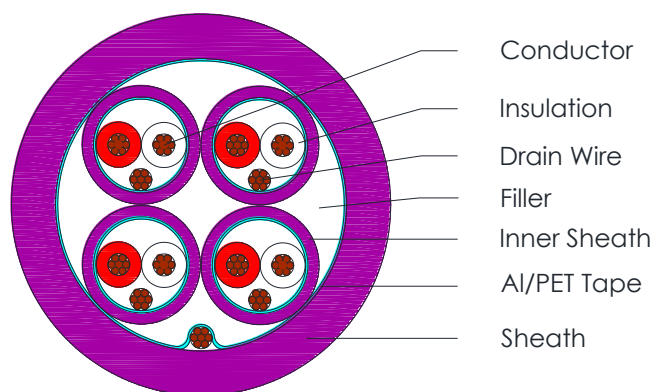 Conductor
Insulation
Drain Wire
Filler
Inner Sheath
Al/PET Tape
Sheath